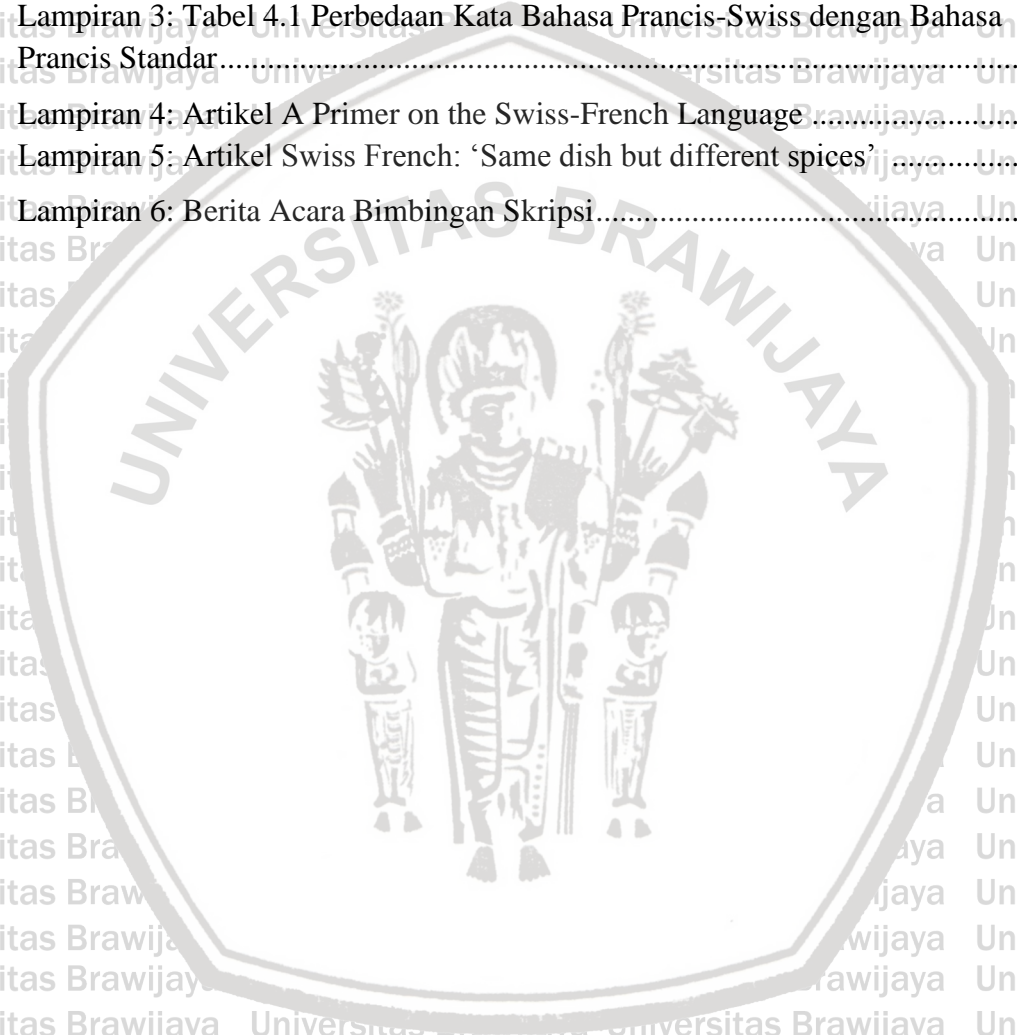 Lampiran 3: Tabel 4.1 Perbedaan Kata Bahasa Prancis-Swiss dengan Bahasa
Prancis Standar
Lampiran 4: Artikel A Primer on the Swiss-French Language
Lampiran 5: Artikel Swiss French: ‘Same dish but different spices’
Lampiran 6: Berita Acara Bimbingan Skripsi
UNIVERSITAS BRAWIJAYA